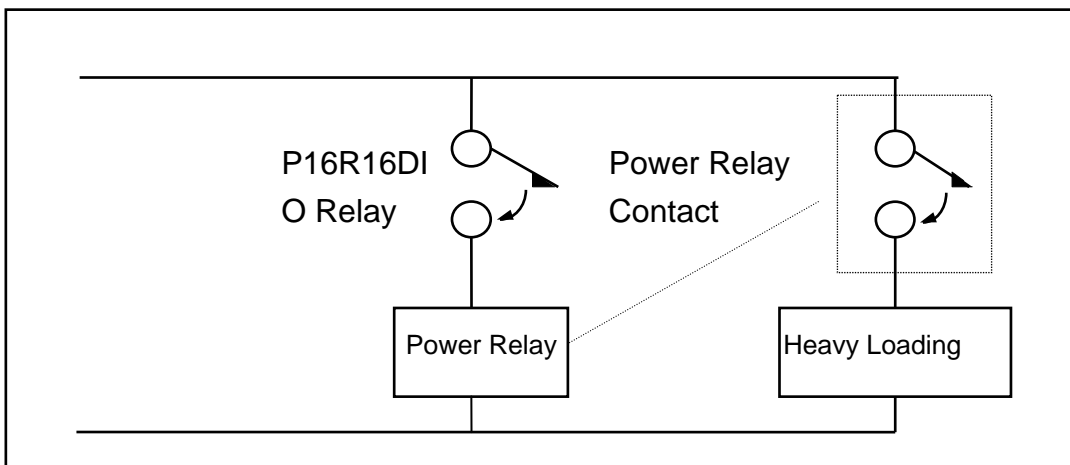 P16R16DI
O Relay
Power Relay
Contact
Power Relay
Heavy Loading